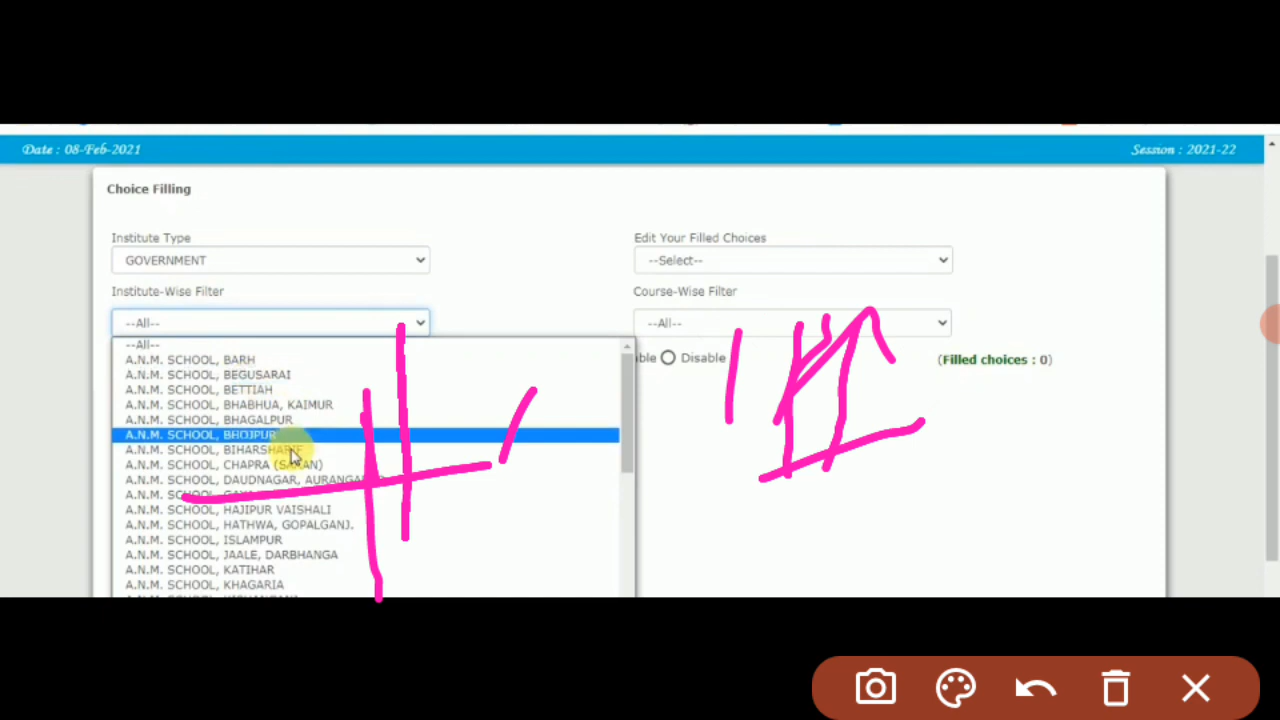 Date : 08-Feb-2021
Session : 2021-22
Choice Filling
Institute Type
Edit Your Filled Choices
GOVERNMENT
--Select--
Institute-Wise Filter
Course-Wise Filter
--All--
--All--
--All--
Disable
(Filled choices : 0)
A.N.M. SCHOOL, BARH
A.N.M. SCHOOL, BEGUSARAI
A.N.M. SCHOOL, BETTIAH
A.N.M. SCHOOL, BHABHUA, KAIMUR
A.N.M. SCHOOL, BHAGALPUR
A.N.M. SCHOOL, BHOJPUR
A.N.M. SCHOOL, BIHARSHARIF
A.N.M. SCHOOL, CHAPRA (SARAN)
A.N.M. SCHOOL, DAUDNAGAR, AURANGABAD
A.N.M. SCHOOL, GAYA
A.N.M. SCHOOL, HAJIPUR VAISHALI
A.N.M. SCHOOL, HATHWA, GOPALGANJ.
A.N.M. SCHOOL, ISLAMPUR
A.N.M. SCHOOL, JAALE, DARBHANGA
A.N.M. SCHOOL, KATIHAR
A.N.M. SCHOOL, KHAGARIA